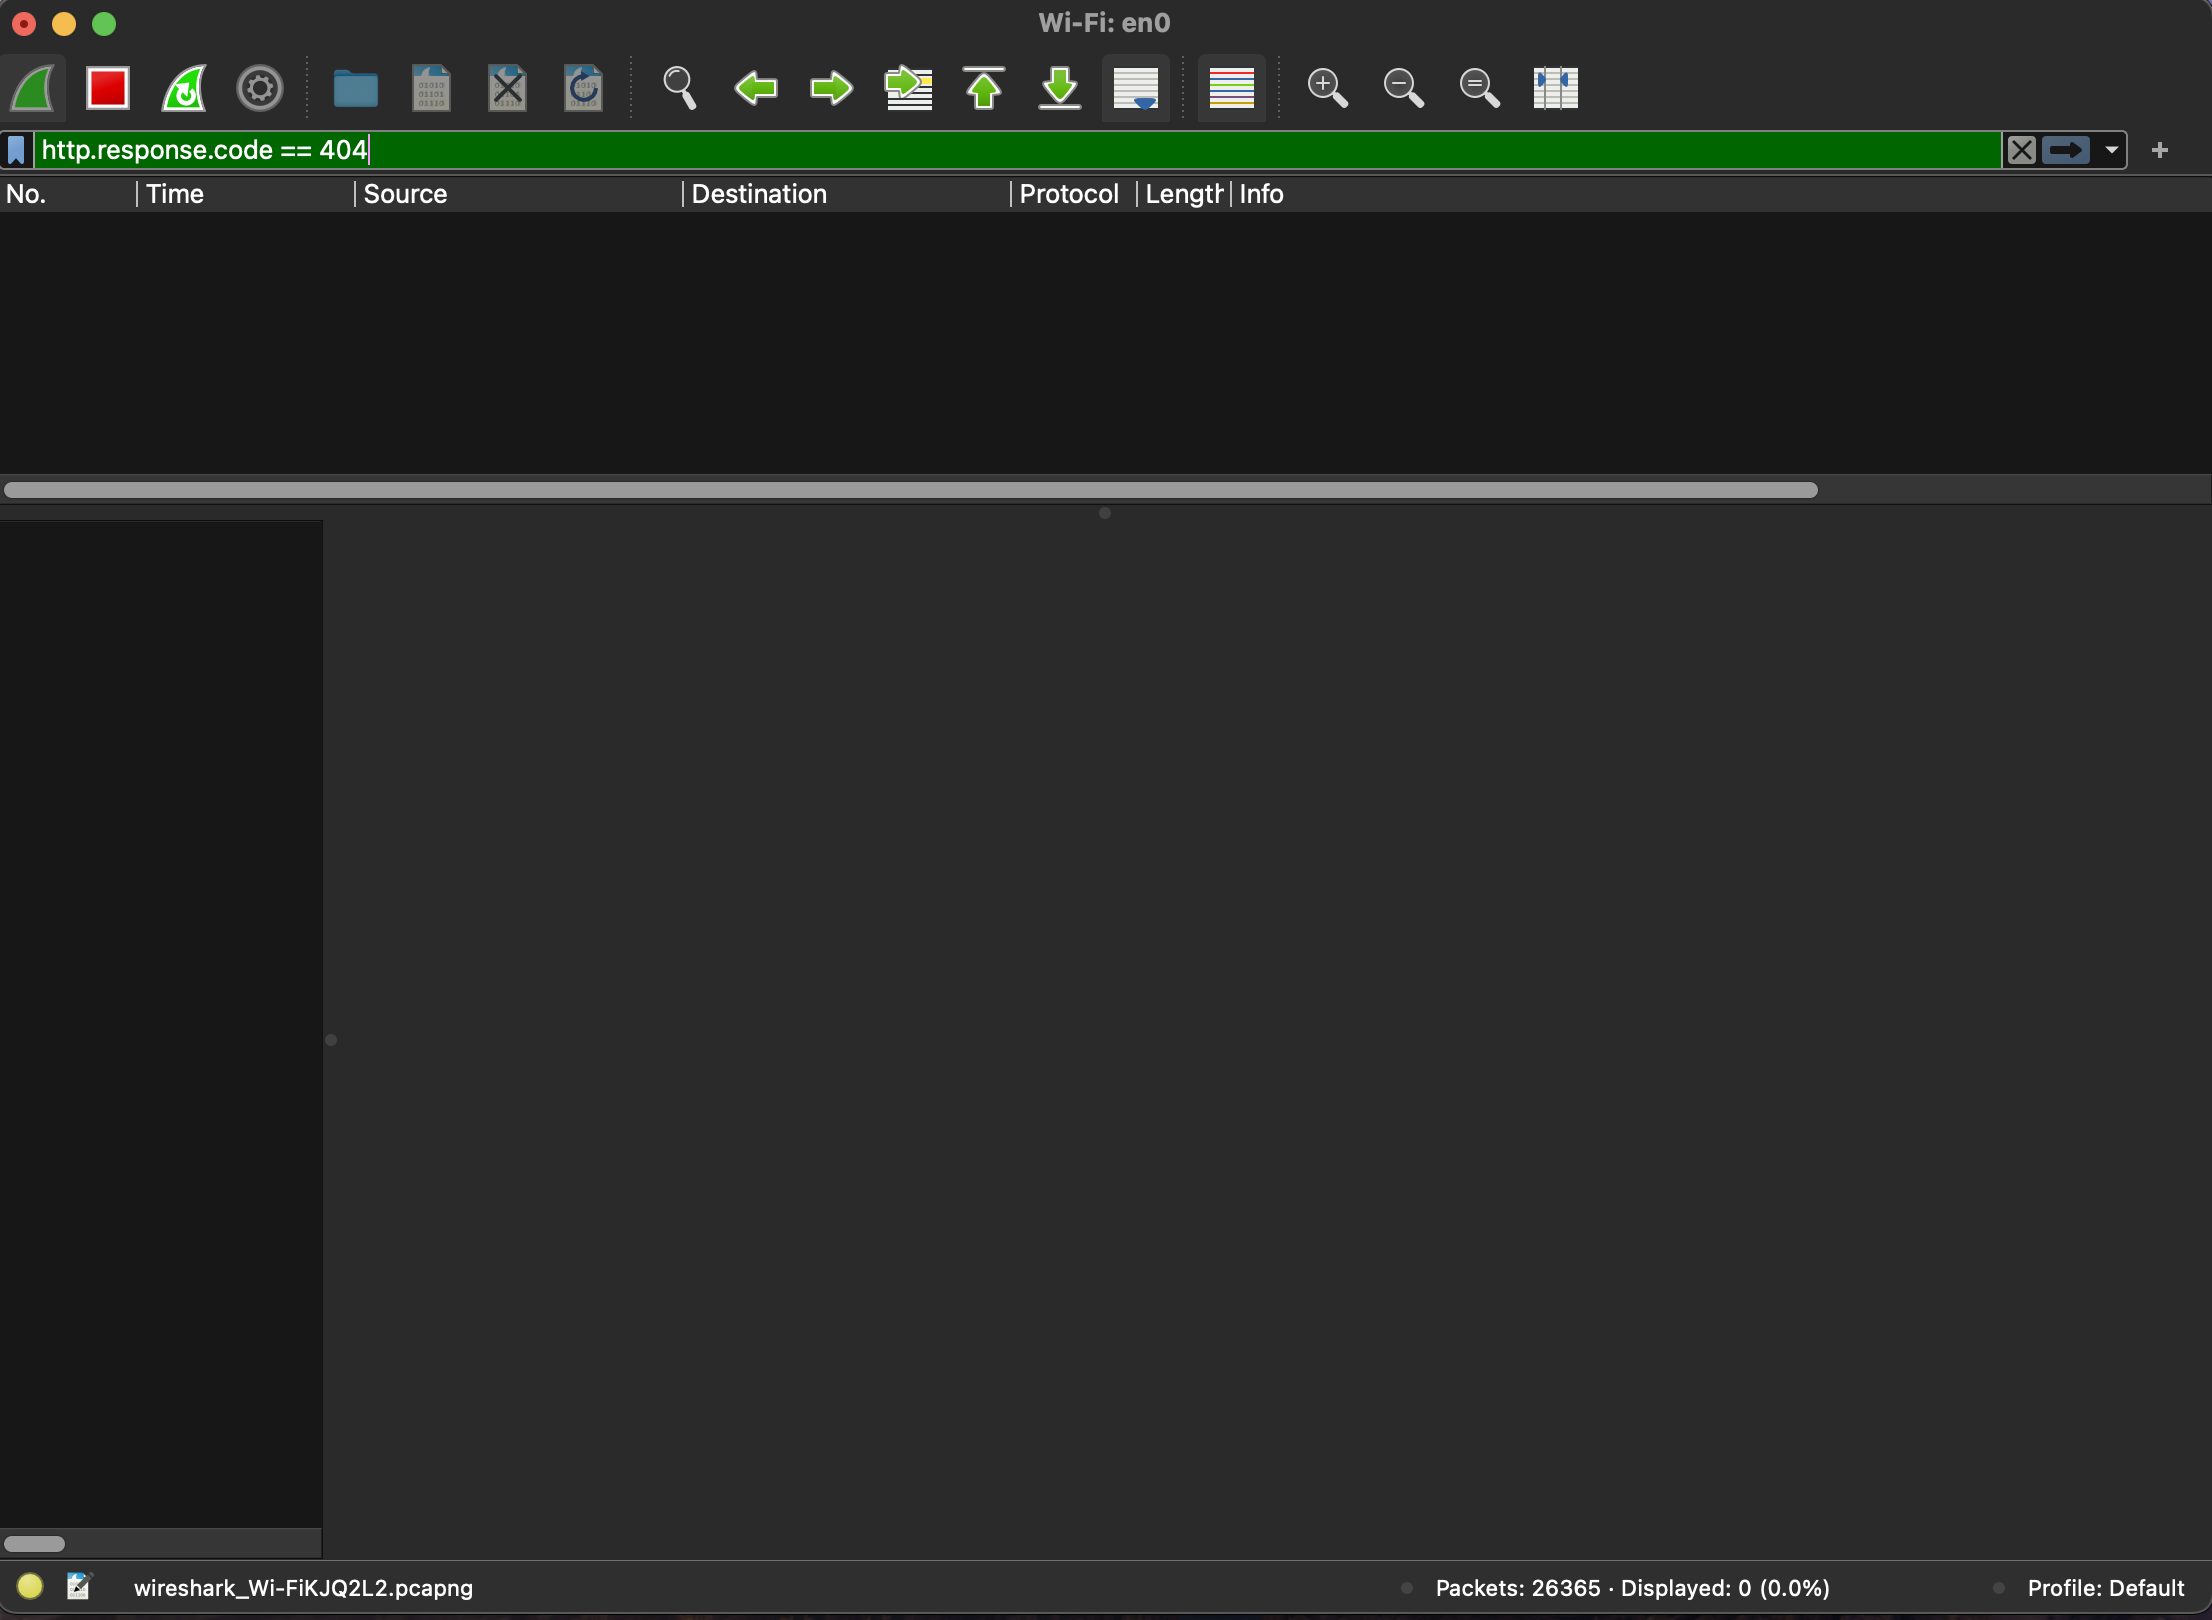 Wi-Fi: en0
http.response.code == 404
No. Time Source Destination Protocol Length Info
wireshark_Wi-FiKJQ2L2.pcapng Packets: 26365 · Displayed: 0 (0.0%) Profile: Default